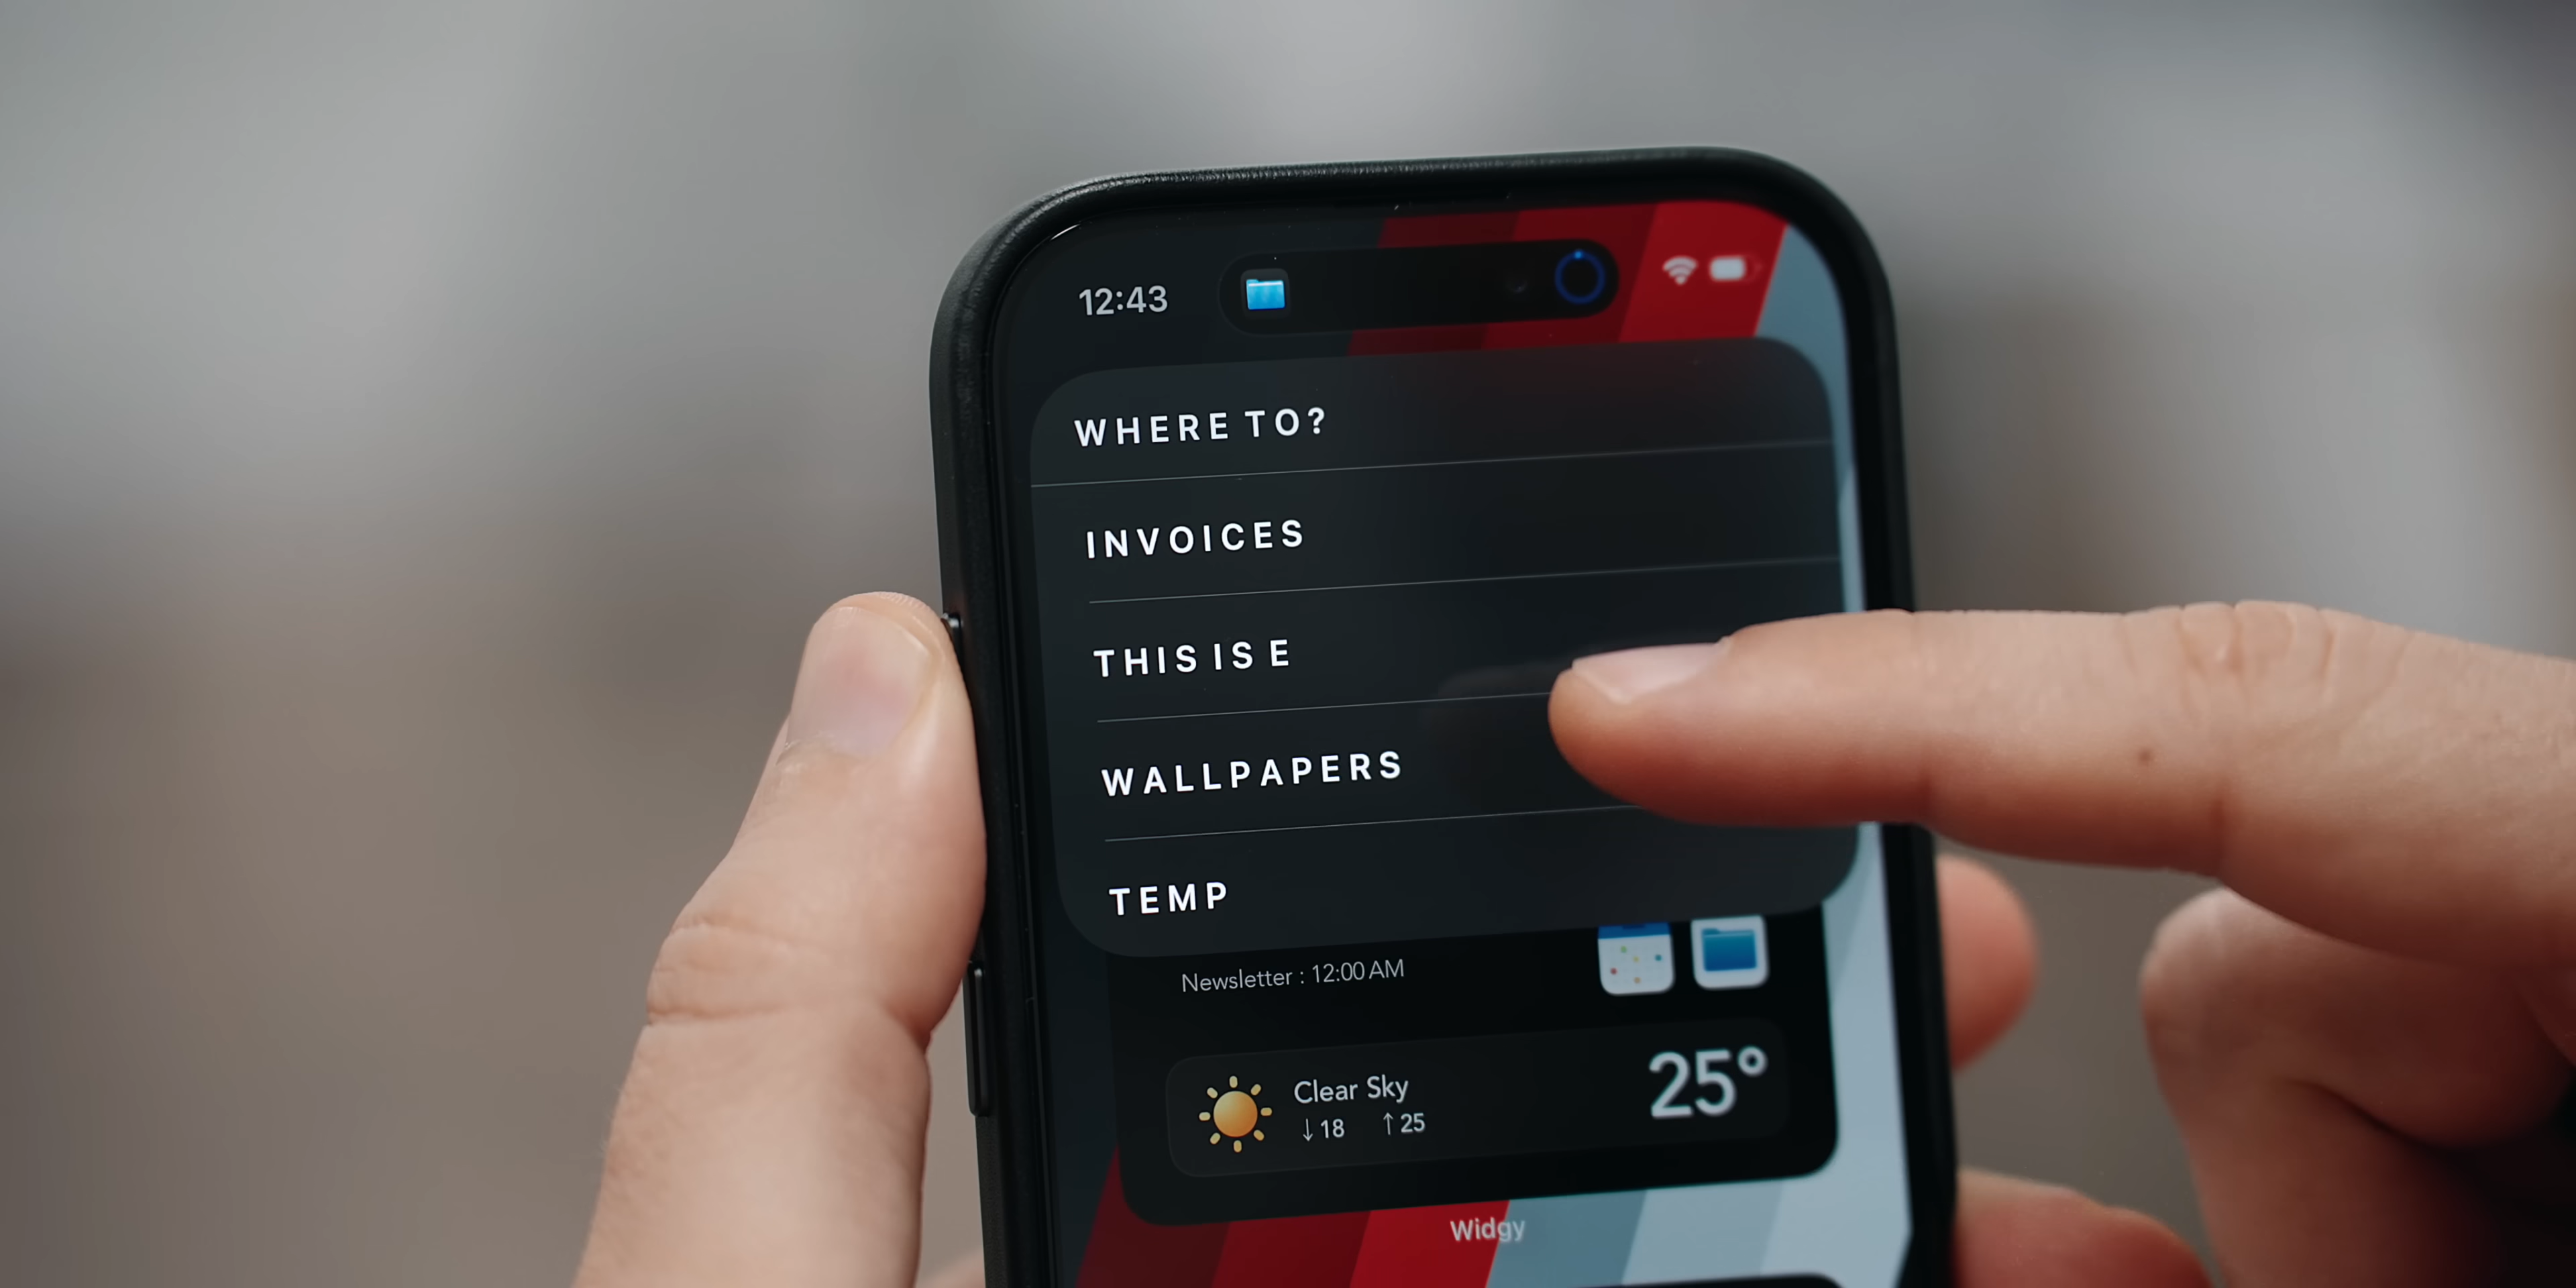 12:43
WHERE TO?
INVOICES
THIS IS E
WALLPAPERS
TEMP
Newsletter : 12:00 AM
Clear Sky
↓18 ↑25
25°
Widgy